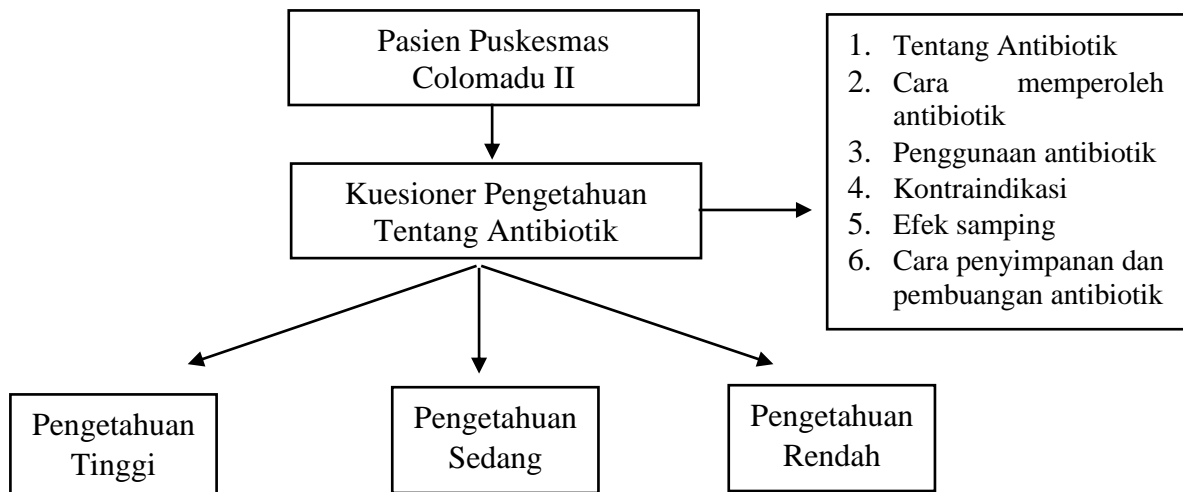 Pasien Puskesmas
Colomadu II
Kuesioner Pengetahuan
Tentang Antibiotik
1. Tentang Antibiotik
2. Cara memperoleh
antibiotik
3. Penggunaan antibiotik
4. Kontraindikasi
5. Efek samping
6. Cara penyimpanan dan
pembuangan antibiotik
Pengetahuan
Tinggi
Pengetahuan
Sedang
Pengetahuan
Rendah